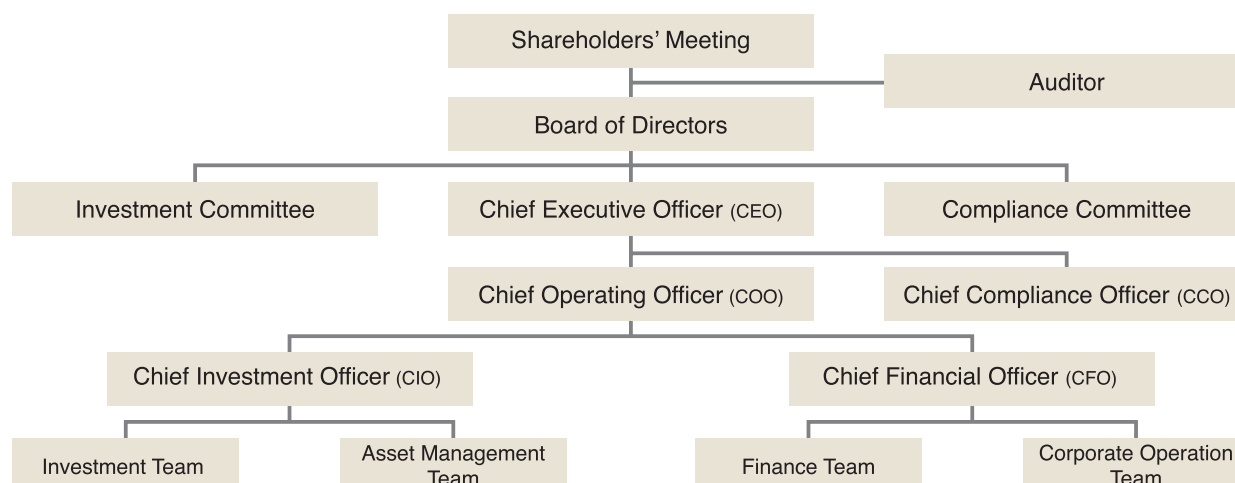 Shareholders’ Meeting
Auditor
Board of Directors
Investment Committee
Chief Executive Officer (CEO)
Compliance Committee
Chief Operating Officer (COO)
Chief Compliance Officer (CCO)
Chief Investment Officer (CIO)
Chief Financial Officer (CFO)
Investment Team
Asset Management
Team
Finance Team
Corporate Operation
Team